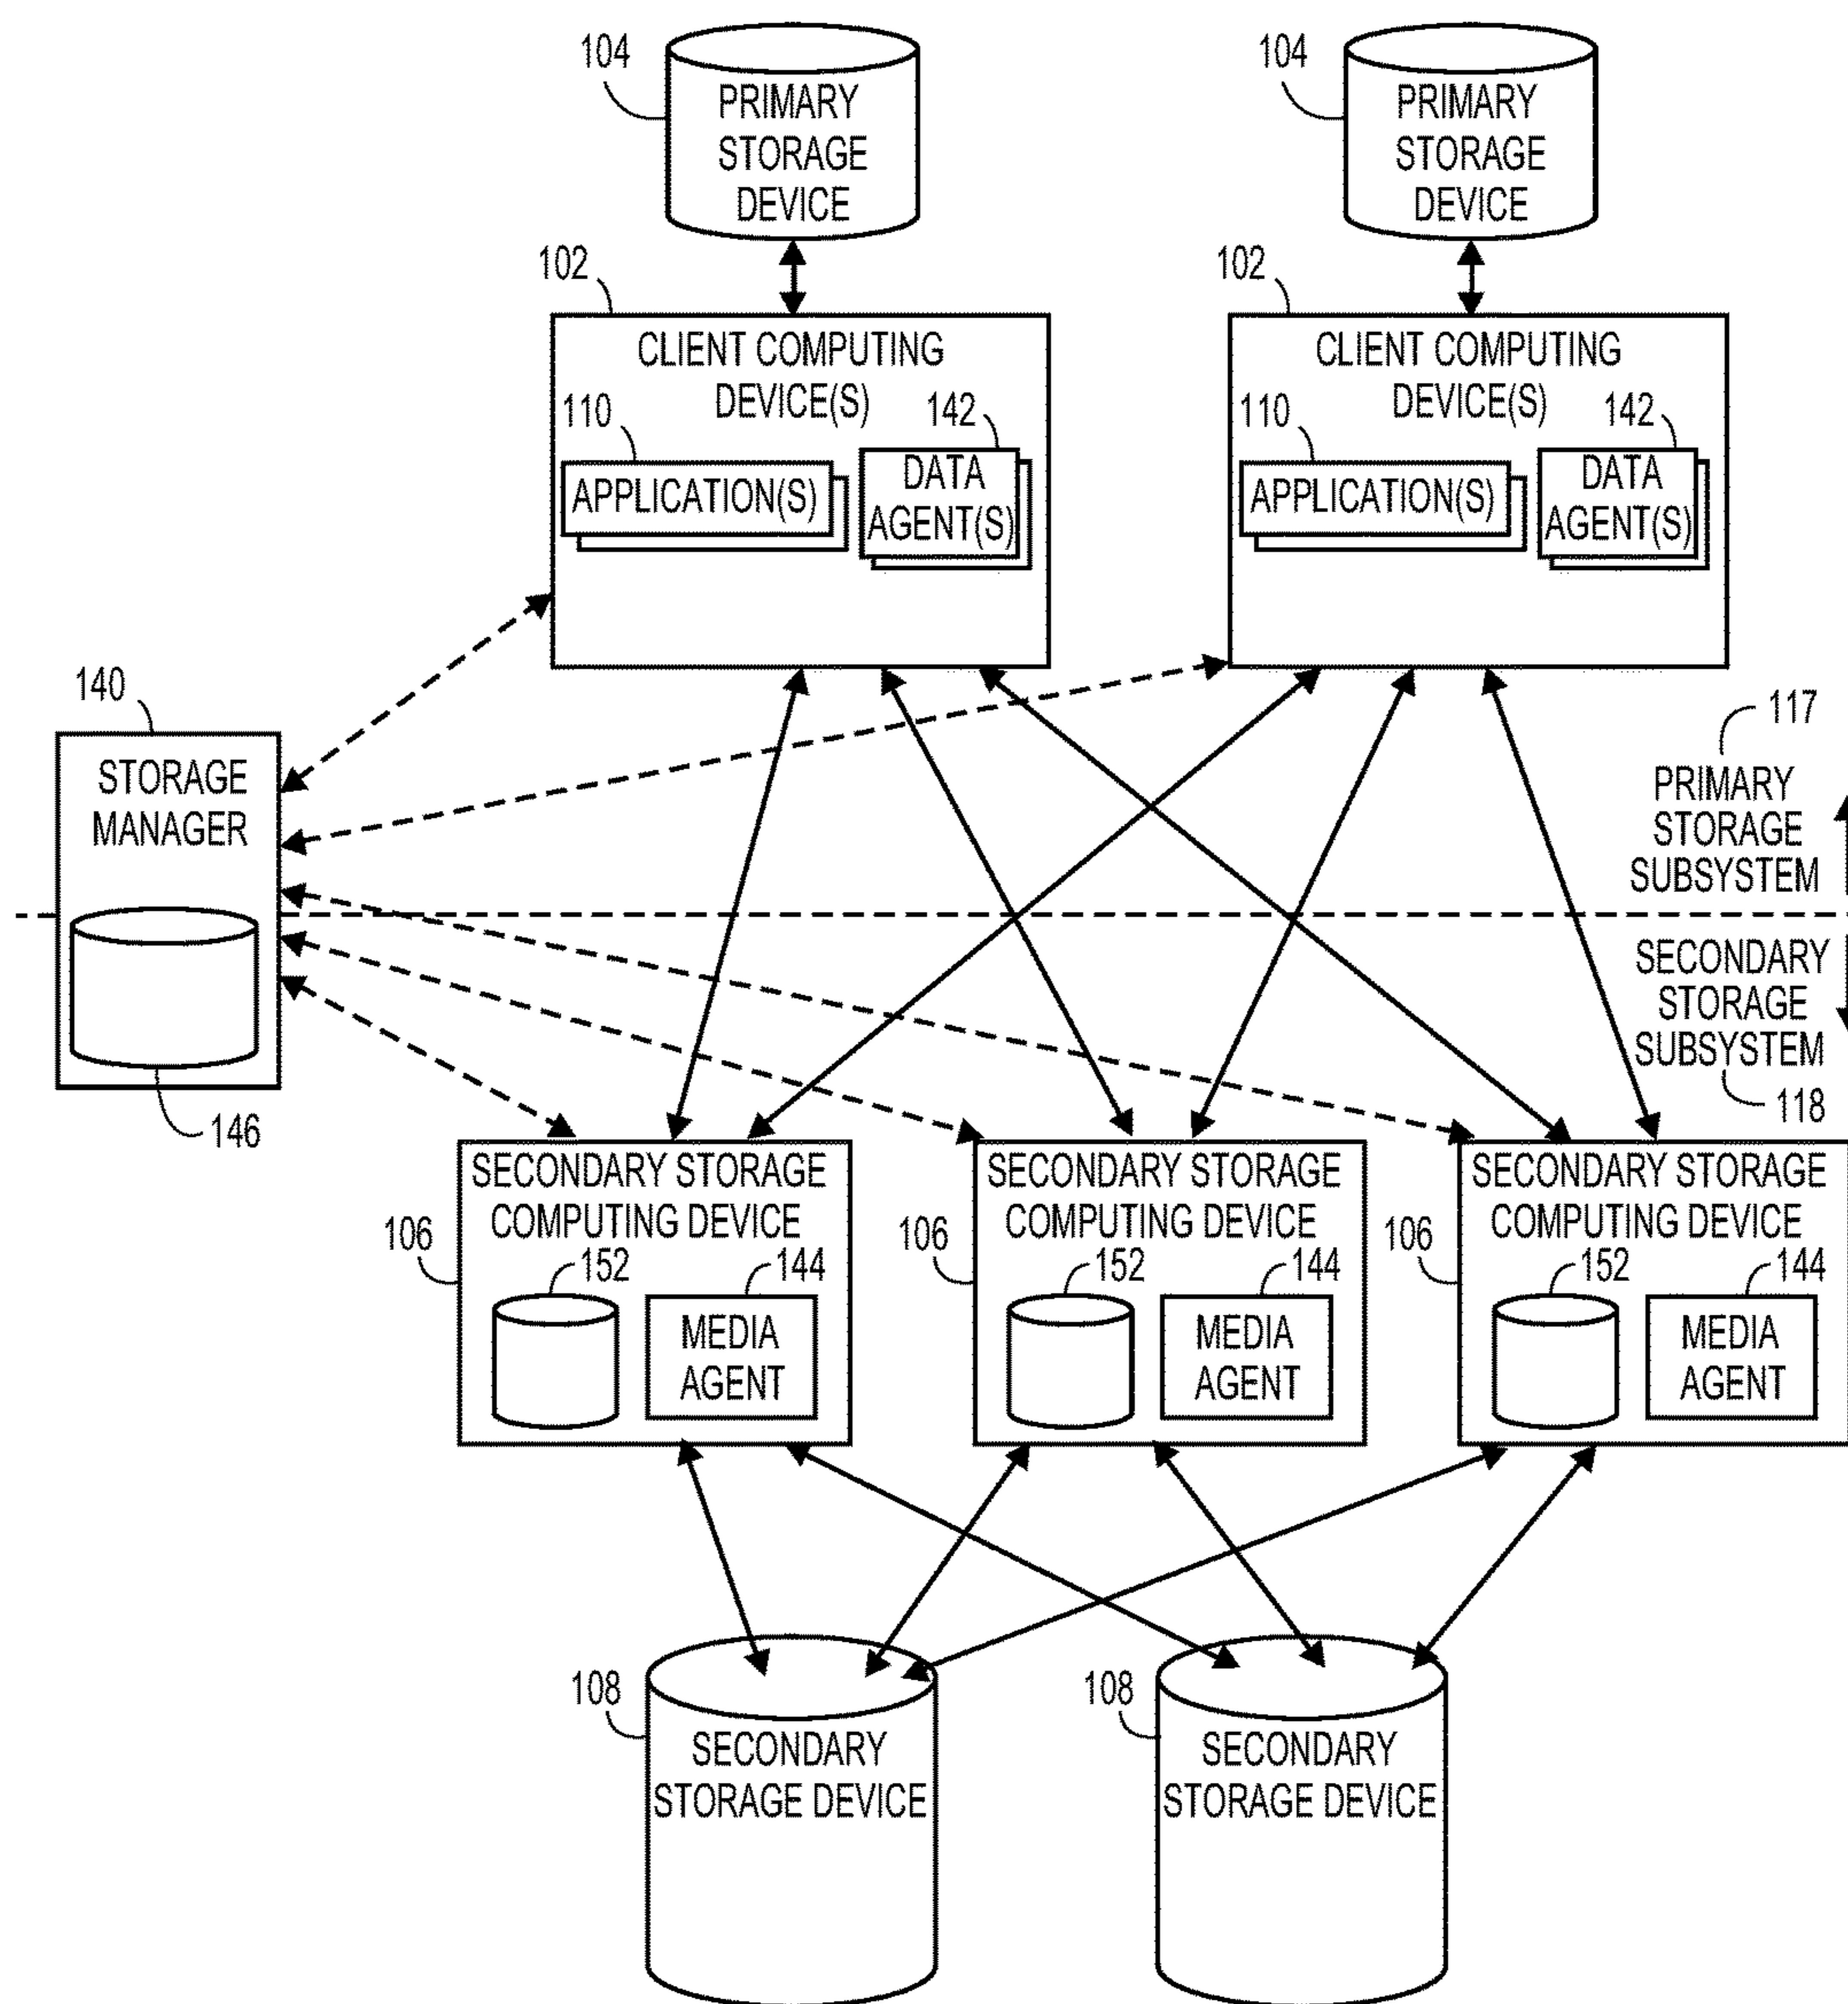 104
PRIMARY
STORAGE
DEVICE
104
PRIMARY
STORAGE
DEVICE
102
CLIENT COMPUTING
DEVICE(S)
110
142
APPLICATION(S)
DATA
AGENT(S)
102
CLIENT COMPUTING
DEVICE(S)
110
142
APPLICATION(S)
DATA
AGENT(S)
140
STORAGE
MANAGER
146
117
PRIMARY
STORAGE
SUBSYSTEM
SECONDARY
STORAGE
SUBSYSTEM
118
SECONDARY STORAGE
COMPUTING DEVICE
106
152
144
MEDIA
AGENT
SECONDARY STORAGE
COMPUTING DEVICE
106
152
144
MEDIA
AGENT
SECONDARY STORAGE
COMPUTING DEVICE
106
152
144
MEDIA
AGENT
108
SECONDARY
STORAGE DEVICE
108
SECONDARY
STORAGE DEVICE